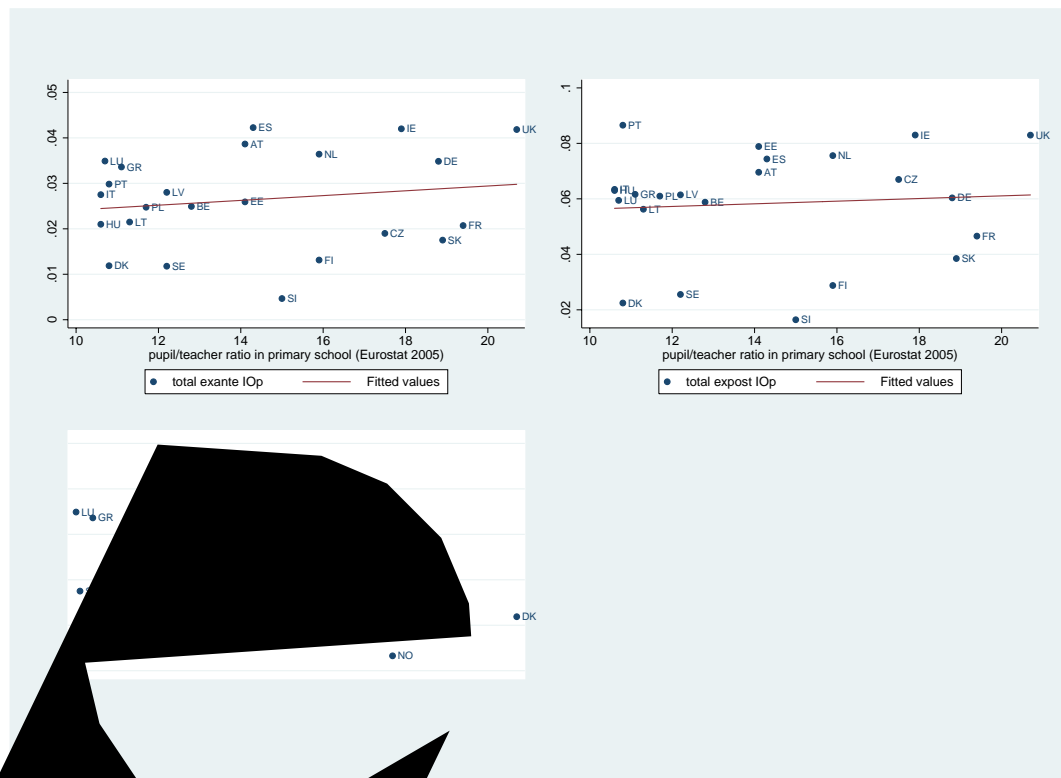 .05
.04
.03
.02
.01
0
ES
AT
IE
UK
NL
DE
LU
GR
PT
IT
LV
PL
BE
EE
HU
LT
CZ
FR
SK
DK
SE
FI
SI
10 12 14 16 18 20
pupil/teacher ratio in primary school (Eurostat 2005)
total exante IOp Fitted values
.1
.08
.06
.04
.02
PT
IE
UK
EE
ES
NL
AT
CZ
IT
HU
GR
LU
PL
LV
BE
LT
DE
FR
SK
FI
SE
DK
SI
10 12 14 16 18 20
pupil/teacher ratio in primary school (Eurostat 2005)
total expost IOp Fitted values
LU
GR
DK
NO